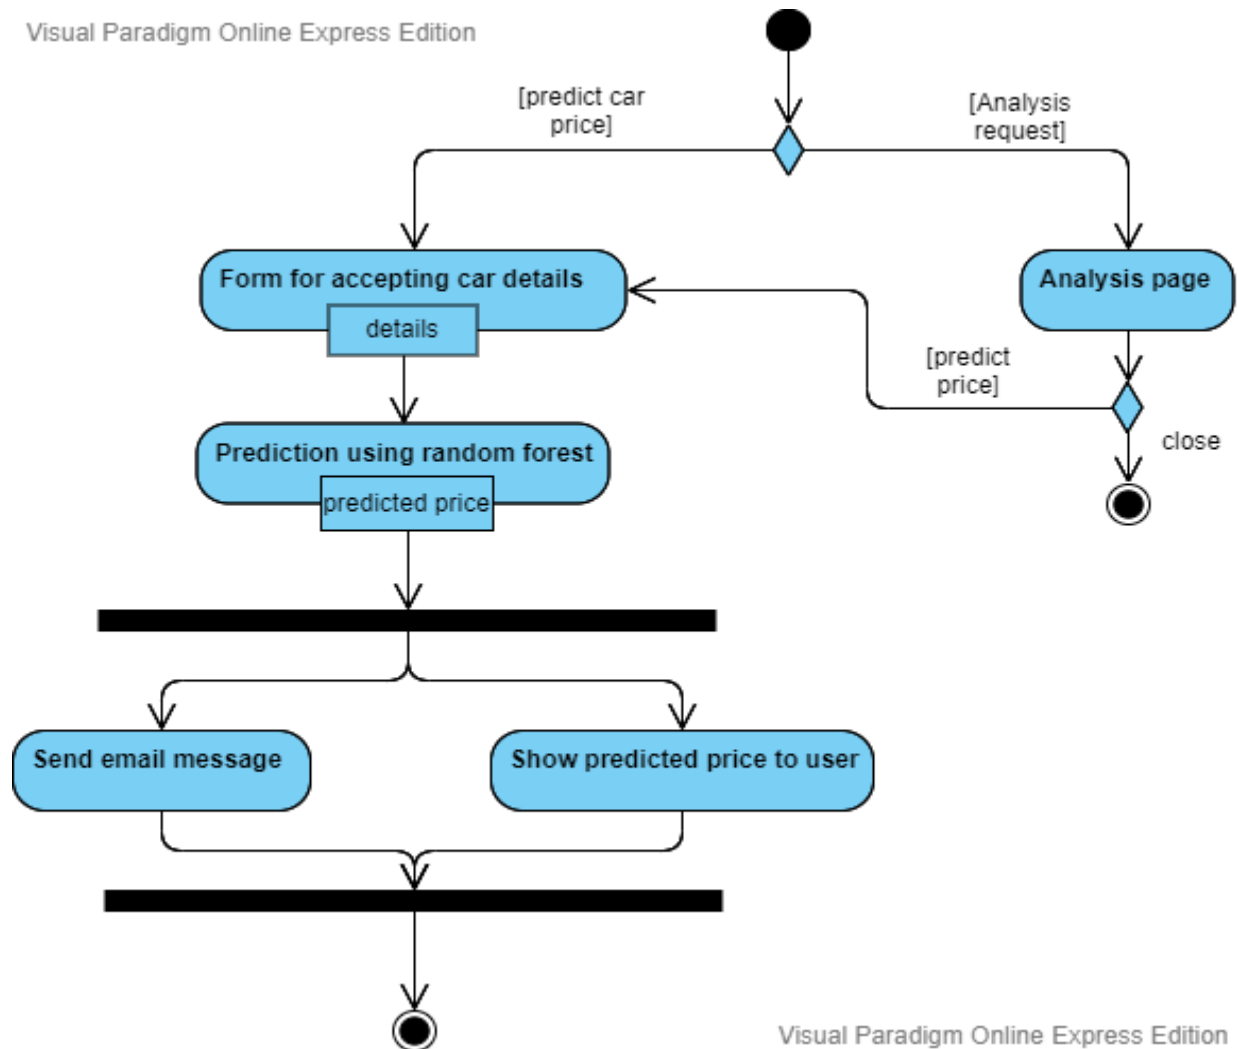 Visual Paradigm Online Express Edition
[predict car
price]
[Analysis
request]
Form for accepting car details
details
Analysis page
[predict
price]
close
Prediction using random forest
predicted price
Send email message
Show predicted price to user
Visual Paradigm Online Express Edition